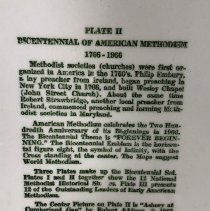 PLATE II
BICENTENNIAL OF AMERICAN METHODISM
1766 - 1966
Methodist societies (churches) were first or-
ganized in America in the 1760's. Philip Embury,
a lay preacher from Ireland, began preaching in
New York City in 1766, and built Wesley Chapel
(John Street Church). About the same time
Robert Strawbridge, another local preacher from
Ireland, commenced preaching and forming
societies in Maryland.
American Methodism celebrates the Two Hun-
dredth Anniversary of its Beginnings in 1966.
The Bicentennial Theme is "FOREVER BEGIN-
NING." The Bicentennial Emblem is the horizon-
tal figure eight, the symbol of infinity, with the
Cross standing at the center. The Maps suggest
World Methodism.
Three Plates make up the Bicentennial Set.
Plates I and II together show the 12 National
Methodist Historical Plate III presents
12 of the Outstanding Leaders of Early American
Methodism.
The Center Picture on Plate II is "Asbury at
Cumberland Gap" by Robert